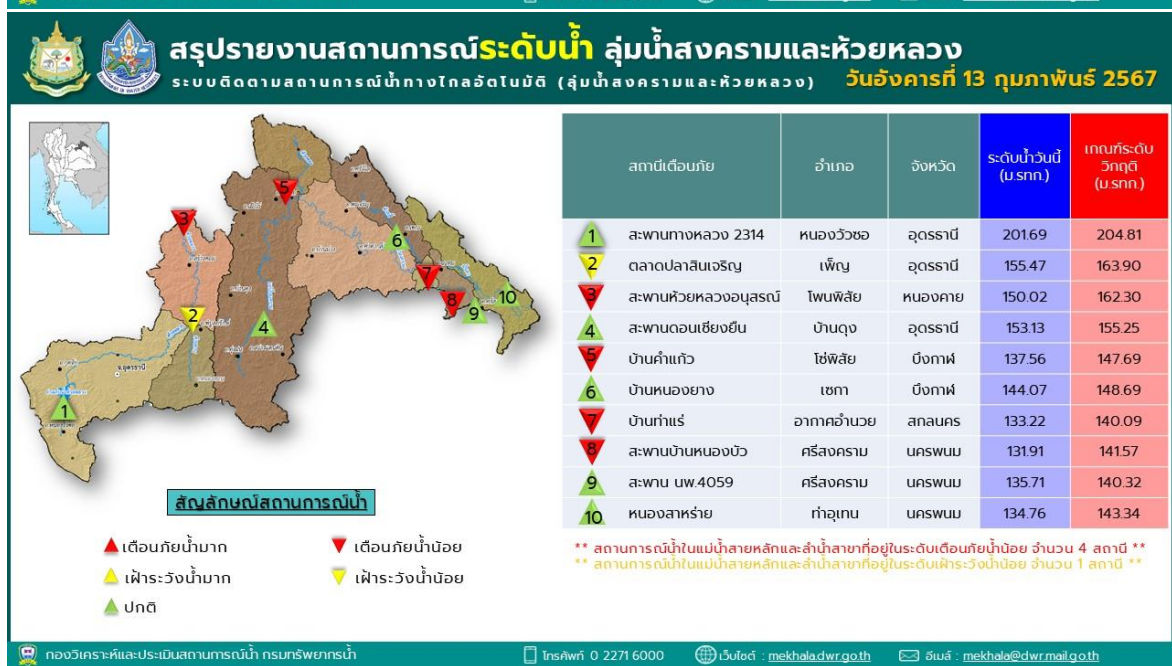 สรุปรายงานสถานการณ์ระดับน้ำ ลุ่มน้ำสงครามและห้วยหลวง
ระบบติดตามสถานการณ์น้ำทางไกลอัตโนมัติ (ลุ่มน้ำสงครามและห้วยหลวง) วันอังคารที่ 13 กุมภาพันธ์ 2567
สถานีเตือนภัย อำเภอ จังหวัด ระดับน้ำวันนี้ (ม.รทก.) เกณฑ์ระดับวิกฤติ (ม.รทก.)
1 สะพานทางหลวง 2314 หนองวัวซอ อุดรธานี 201.69 204.81
2 ตลาดปลาสินเจริญ เพ็ญ อุดรธานี 155.47 163.90
3 สะพานห้วยหลวงอนุสรณ์ โพนพิสัย หนองคาย 150.02 162.30
4 สะพานดอนเชียงยืน บ้านดุง อุดรธานี 153.13 155.25
5 บ้านคำแก้ว โซ่พิสัย บึงกาฬ 137.56 147.69
6 บ้านหนองยาง เซกา บึงกาฬ 144.07 148.69
7 บ้านท่าแร่ อากาศอำนวย สกลนคร 133.22 140.09
8 สะพานบ้านหนองบัว ศรีสงคราม นครพนม 131.91 141.57
9 สะพาน นพ.4059 ศรีสงคราม นครพนม 135.71 140.32
10 หนองสาหร่าย ท่าอุเทน นครพนม 134.76 143.34
** สถานการณ์น้ำในแม่น้ำสายหลักและลำน้ำสาขาที่อยู่ในระดับเตือนภัยน้ำน้อย จำนวน 4 สถานี **
** สถานการณ์น้ำในแม่น้ำสายหลักและลำน้ำสาขาที่อยู่ในระดับเฝ้าระวังน้ำน้อย จำนวน 1 สถานี **
3
5
6
7
2
4
8
9
10
1
สัญลักษณ์สถานการณ์น้ำ
เตือนภัยน้ำมาก เตือนภัยน้ำน้อย
เฝ้าระวังน้ำมาก เฝ้าระวังน้ำน้อย
ปกติ
กองวิเคราะห์และประเมินสถานการณ์น้ำ กรมทรัพยากรน้ำ โทรศัพท์ 0 2271 6000 เว็บไซต์ : mekhala.dwr.go.th อีเมล์ : mekhala@dwr.mail.go.th